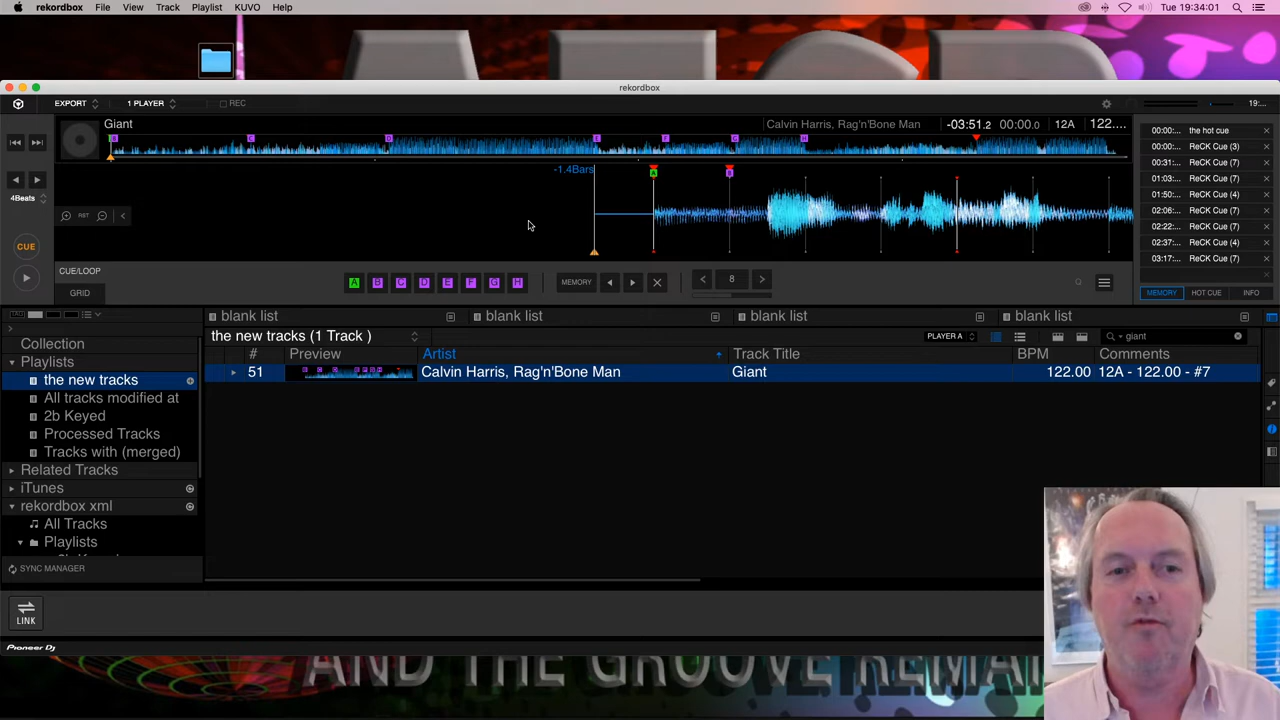 rekordbox File View Track Playlist KUVO Help Tue 19:34:01
rekordbox
EXPORT 1 PLAYER REC 19:...
Giant Calvin Harris, Rag'n'Bone Man -03:51.2 00:00.0 12A 122....
B C D E F G H
-1.4Bars
A B
4Beats
RST
CUE
CUE/LOOP
GRID
A B C D E F G H MEMORY 8
00:00:... the hot cue
00:00:... ReCK Cue (3)
00:31:... ReCK Cue (7)
01:03:... ReCK Cue (7)
01:50:... ReCK Cue (4)
02:06:... ReCK Cue (7)
02:22:... ReCK Cue (7)
02:37:... ReCK Cue (4)
03:17:... ReCK Cue (7)
MEMORY HOT CUE INFO
blank list blank list blank list blank list
the new tracks (1 Track ) PLAYER A giant
# Preview Artist Track Title BPM Comments
51 Calvin Harris, Rag'n'Bone Man Giant 122.00 12A - 122.00 - #7
Collection
Playlists
the new tracks
All tracks modified at
2b Keyed
Processed Tracks
Tracks with (merged)
Related Tracks
iTunes
rekordbox xml
All Tracks
Playlists
SYNC MANAGER
LINK
Pioneer Dj
AND THE GROOVE REMAI